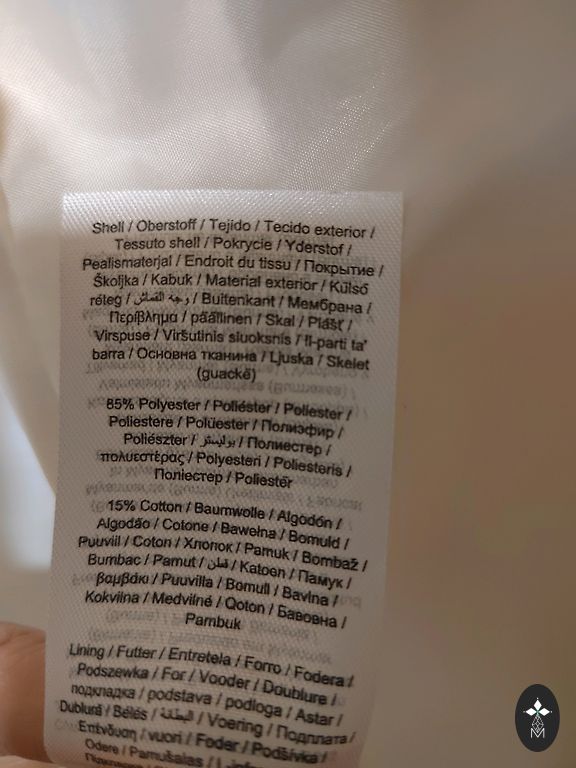 Shell / Oberstoff / Tejido / Tecido exterior /
Tessuto shell / Pokrycie / Yderstof /
Pealismaterjal / Endroit du tissu / Покрытие /
Školjka / Kabuk / Material exterior / Külső
réteg / وجه القماش / Buitenkant / Мембрана /
Περίβλημα / päällinen / Skal / Plášť /
Virspuse / Viršutinis sluoksnis / Il-parti ta'
barra / Основна тканина / Ljuska / Skelet
(guackë)
85% Polyester / Poliéster / Poliester /
Poliestere / Polüester / Полиэфир /
Poliészter / بوليستر / Полиестер /
πολυεστέρας / Polyesteri / Poliesteris /
Поліестер / Poliestër
15% Cotton / Baumwolle / Algodón /
Algodão / Cotone / Bawełna / Bomuld /
Puuvill / Coton / Хлопок / Pamuk / Bombaž /
Bumbac / Pamut / قطن / Katoen / Памук /
βαμβάκι / Puuvilla / Bomull / Bavlna /
Kokvilna / Medvilnė / Qoton / Бавовна /
Pambuk
Lining / Futter / Entretela / Forro / Fodera /
Podszewka / For / Vooder / Doublure /
подкладка / podstava / podloga / Astar /
Dublură / Bélés / البطانة / Voering / Подплата /
Επένδυση / vuori / Foder / Podšívka /
Odere / Pamušalas / L-infra
M